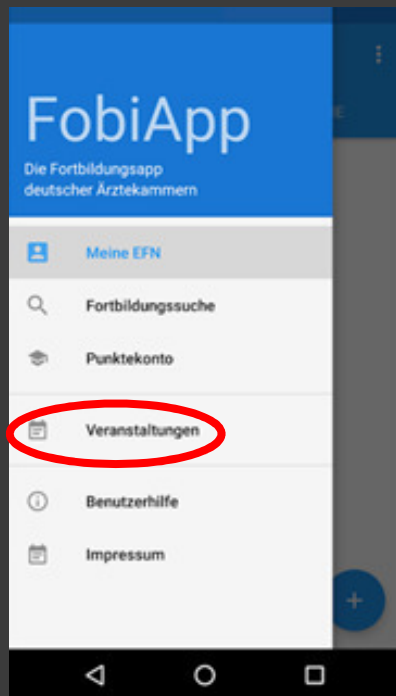 FobiApp
Die Fortbildungsapp
deutscher Ärztekammern
Meine EFN
Fortbildungssuche
Punktekonto
Veranstaltungen
Benutzerhilfe
Impressum